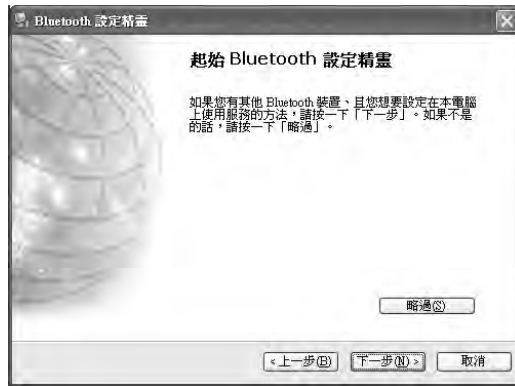 Bluetooth 設定精靈
起始 Bluetooth 設定精靈
如果您有其他 Bluetooth 裝置、且您想要設定在本電腦
上使用服務的方法，請按一下「下一步」。如果不是
的話，請按一下「略過」。
略過(S)
<上一步(B) 下一步(N)> 取消